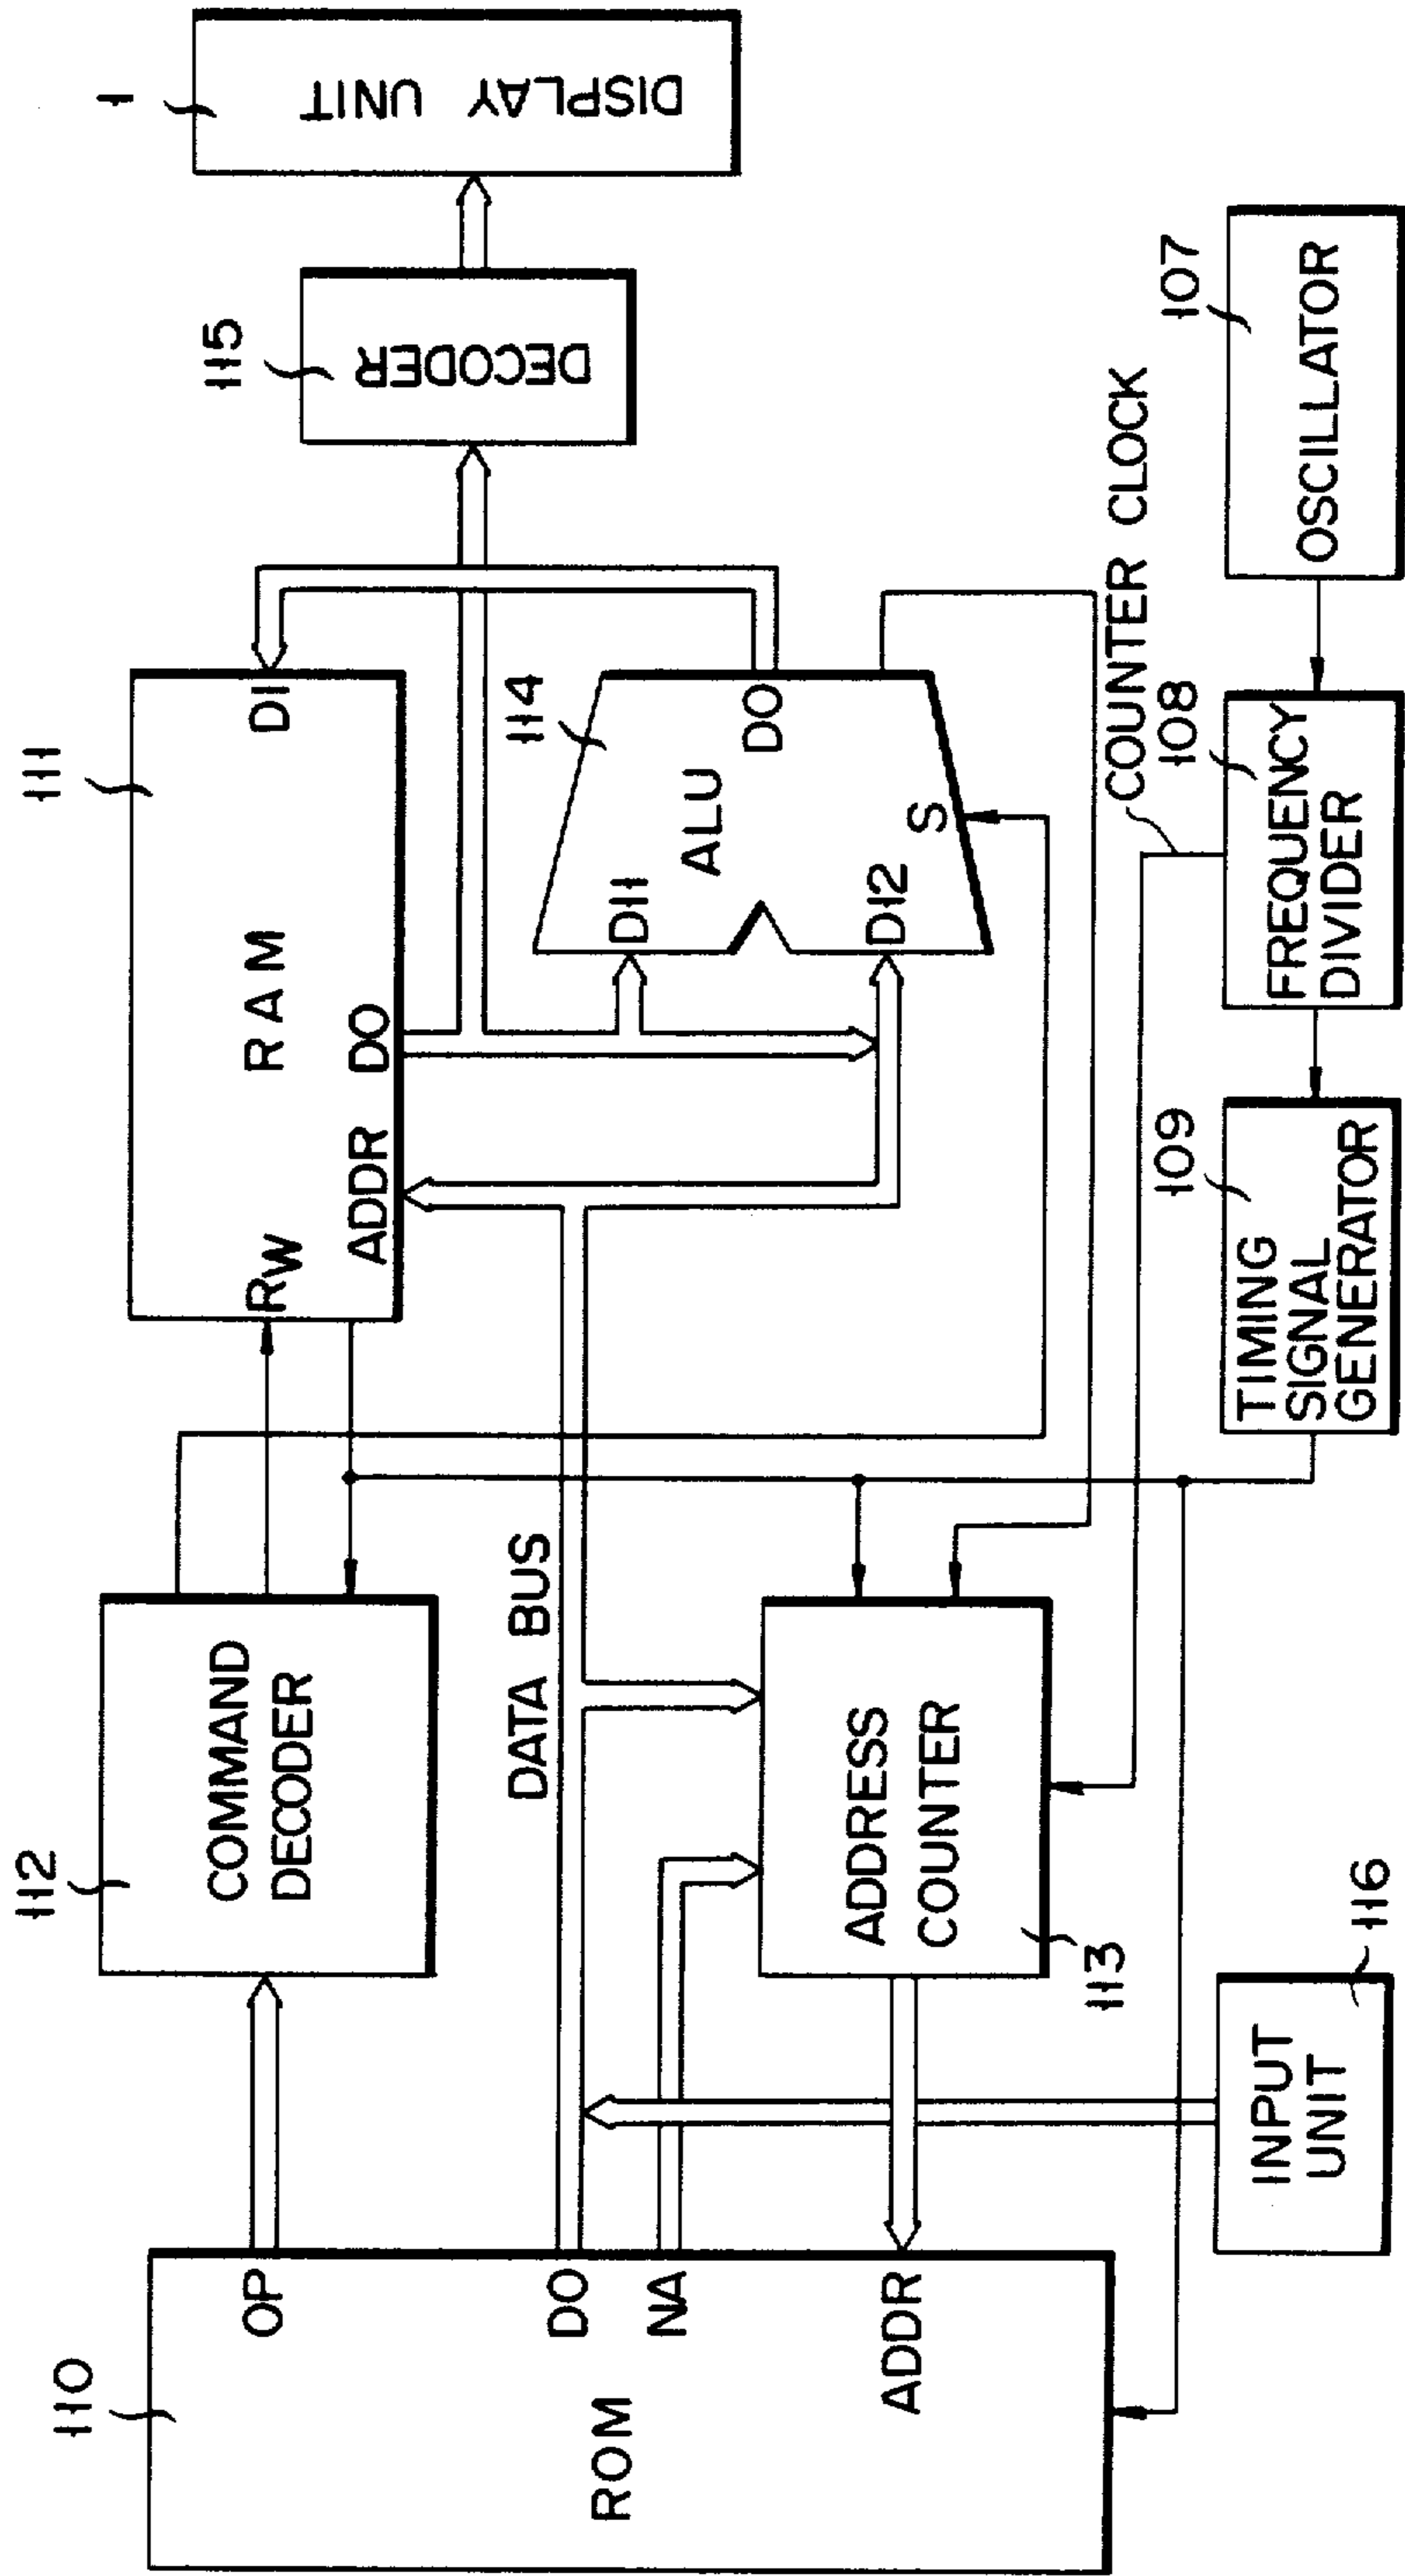 110
ROM
OP
DO
NA
ADDR
112
COMMAND
DECODER
DATA BUS
ADDRESS
COUNTER
113
INPUT
UNIT
116
111
RAM
RW
ADDR
DO
DI
114
ALU
DI1
DI2
S
DO
115
DECODER
1
DISPLAY UNIT
COUNTER CLOCK
107
OSCILLATOR
108
FREQUENCY
DIVIDER
109
TIMING
SIGNAL
GENERATOR